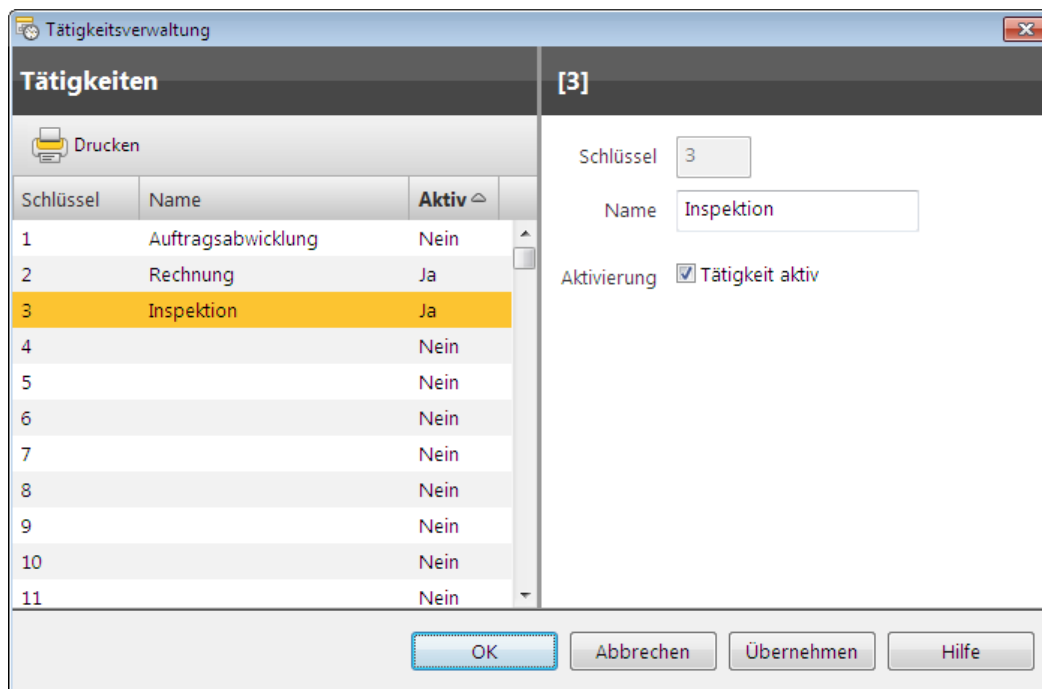 Tätigkeitsverwaltung
Tätigkeiten
Drucken
Schlüssel Name Aktiv
1 Auftragsabwicklung Nein
2 Rechnung Ja
3 Inspektion Ja
4 Nein
5 Nein
6 Nein
7 Nein
8 Nein
9 Nein
10 Nein
11 Nein
[3]
Schlüssel 3
Name Inspektion
Aktivierung Tätigkeit aktiv
OK Abbrechen Übernehmen Hilfe